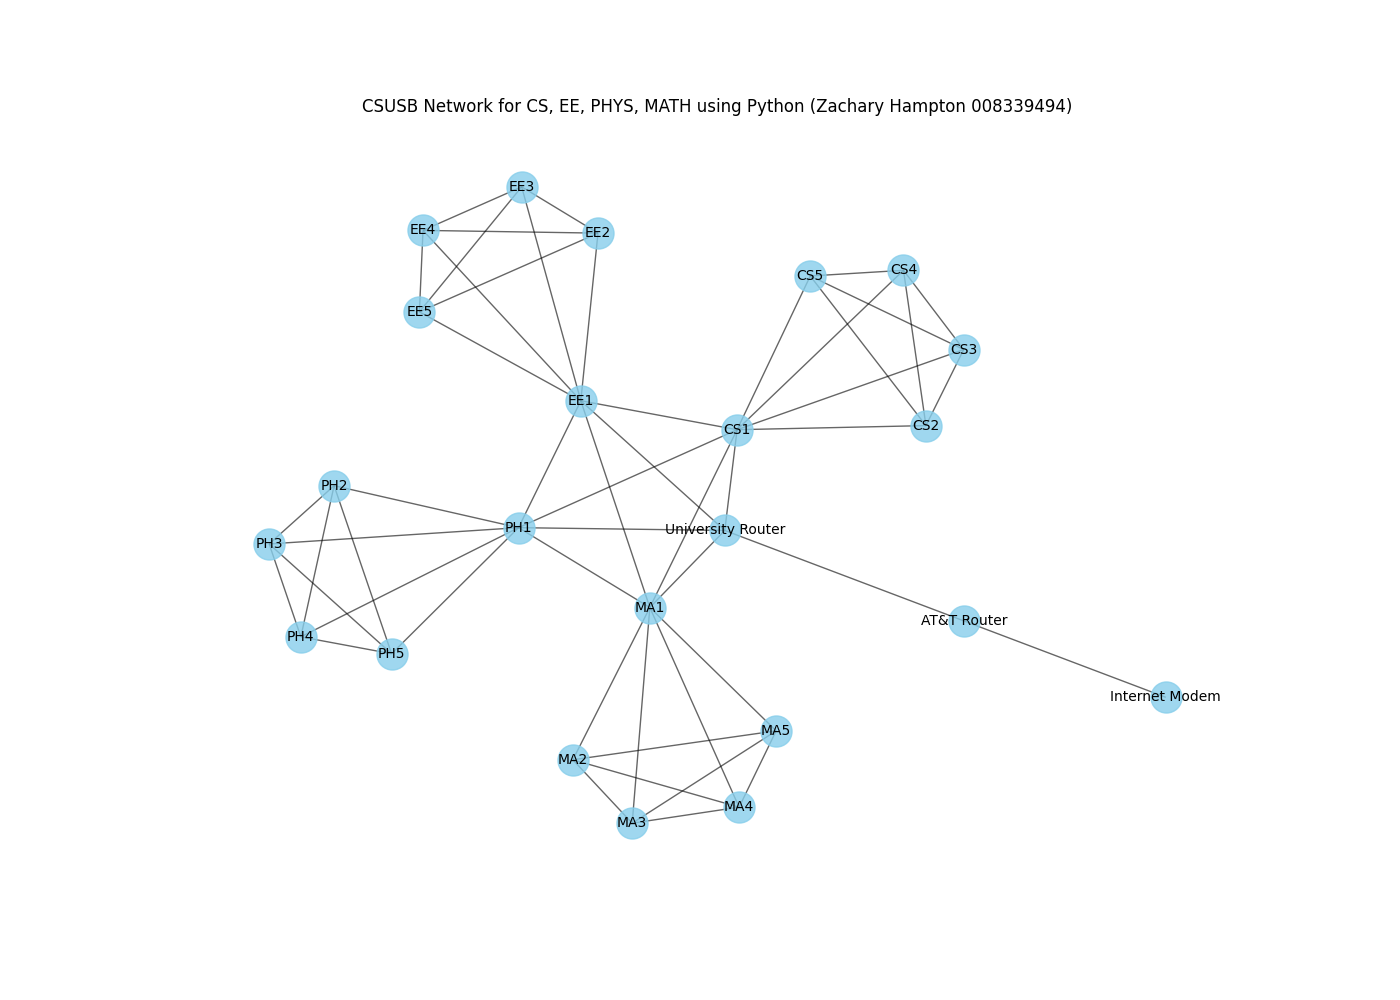 CSUSB Network for CS, EE, PHYS, MATH using Python (Zachary Hampton 008339494)
EE3
EE4
EE2
CS5
CS4
EE5
CS3
EE1
CS1
CS2
PH2
PH1
University Router
PH3
MA1
AT&T Router
PH4
PH5
Internet Modem
MA5
MA2
MA4
MA3